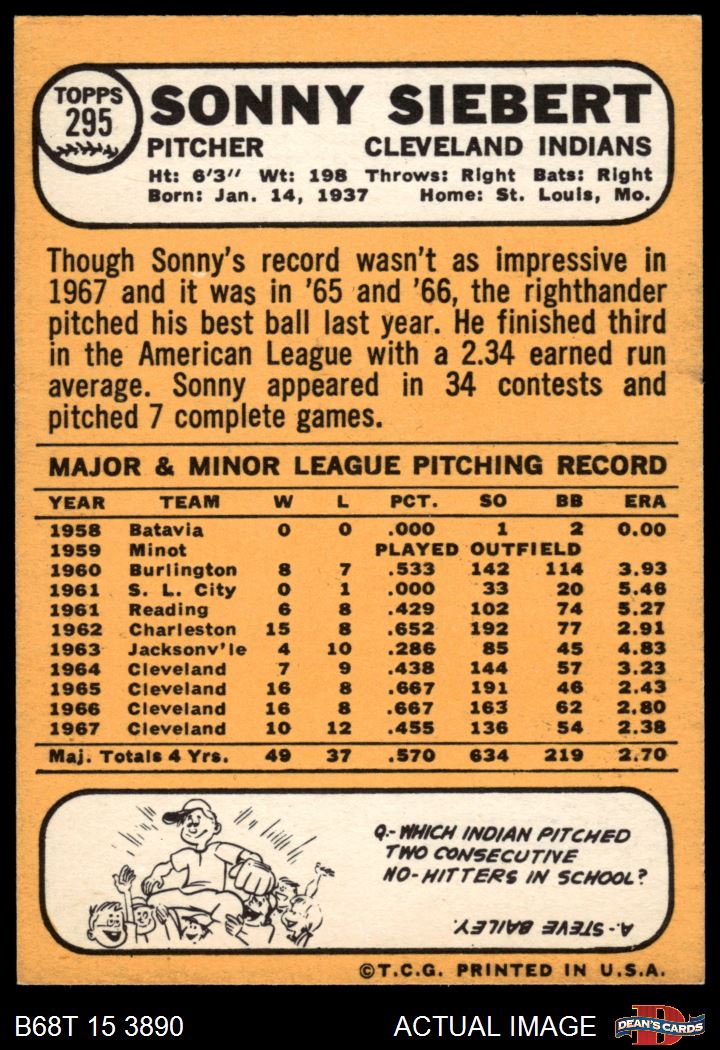 TOPPS
295
SONNY SIEBERT
PITCHER CLEVELAND INDIANS
Ht: 6'3" Wt: 198 Throws: Right Bats: Right
Born: Jan. 14, 1937 Home: St. Louis, Mo.
Though Sonny's record wasn't as impressive in
1967 and it was in '65 and '66, the righthander
pitched his best ball last year. He finished third
in the American League with a 2.34 earned run
average. Sonny appeared in 34 contests and
pitched 7 complete games.
MAJOR & MINOR LEAGUE PITCHING RECORD
YEAR TEAM W L PCT. SO BB ERA
1958 Batavia 0 0 .000 1 2 0.00
1959 Minot PLAYED OUTFIELD
1960 Burlington 8 7 .533 142 114 3.93
1961 S. L. City 0 1 .000 33 20 5.46
1961 Reading 6 8 .429 102 74 5.27
1962 Charleston 15 8 .652 192 77 2.91
1963 Jacksonv'le 4 10 .286 85 45 4.83
1964 Cleveland 7 9 .438 144 57 3.23
1965 Cleveland 16 8 .667 191 46 2.43
1966 Cleveland 16 8 .667 163 62 2.80
1967 Cleveland 10 12 .455 136 54 2.38
Maj. Totals 4 Yrs. 49 37 .570 634 219 2.70
Q.- WHICH INDIAN PITCHED
TWO CONSECUTIVE
NO-HITTERS IN SCHOOL?
A- STEVE BAILEY.
©T.C.G. PRINTED IN U.S.A.
B68T 15 3890 ACTUAL IMAGE
D
DEAN'S CARDS